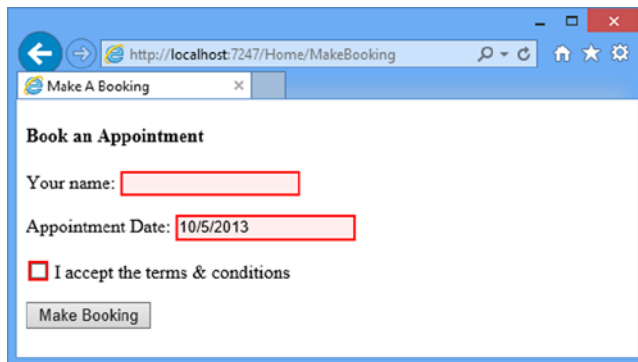 http://localhost:7247/Home/MakeBooking
Make A Booking
Book an Appointment
Your name:
Appointment Date: 10/5/2013
I accept the terms & conditions
Make Booking